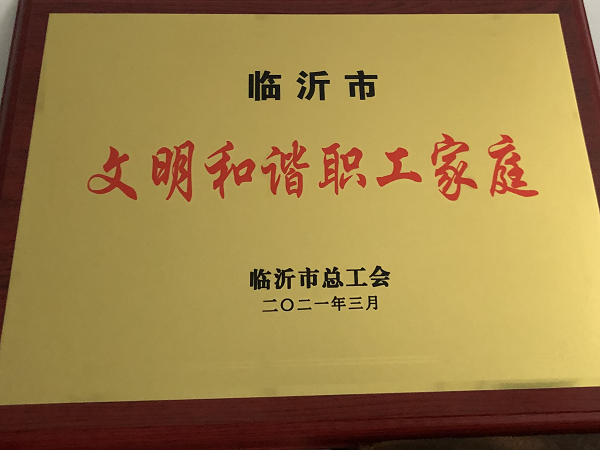 临沂市
文明和谐职工家庭
临沂市总工会
二〇二一年三月